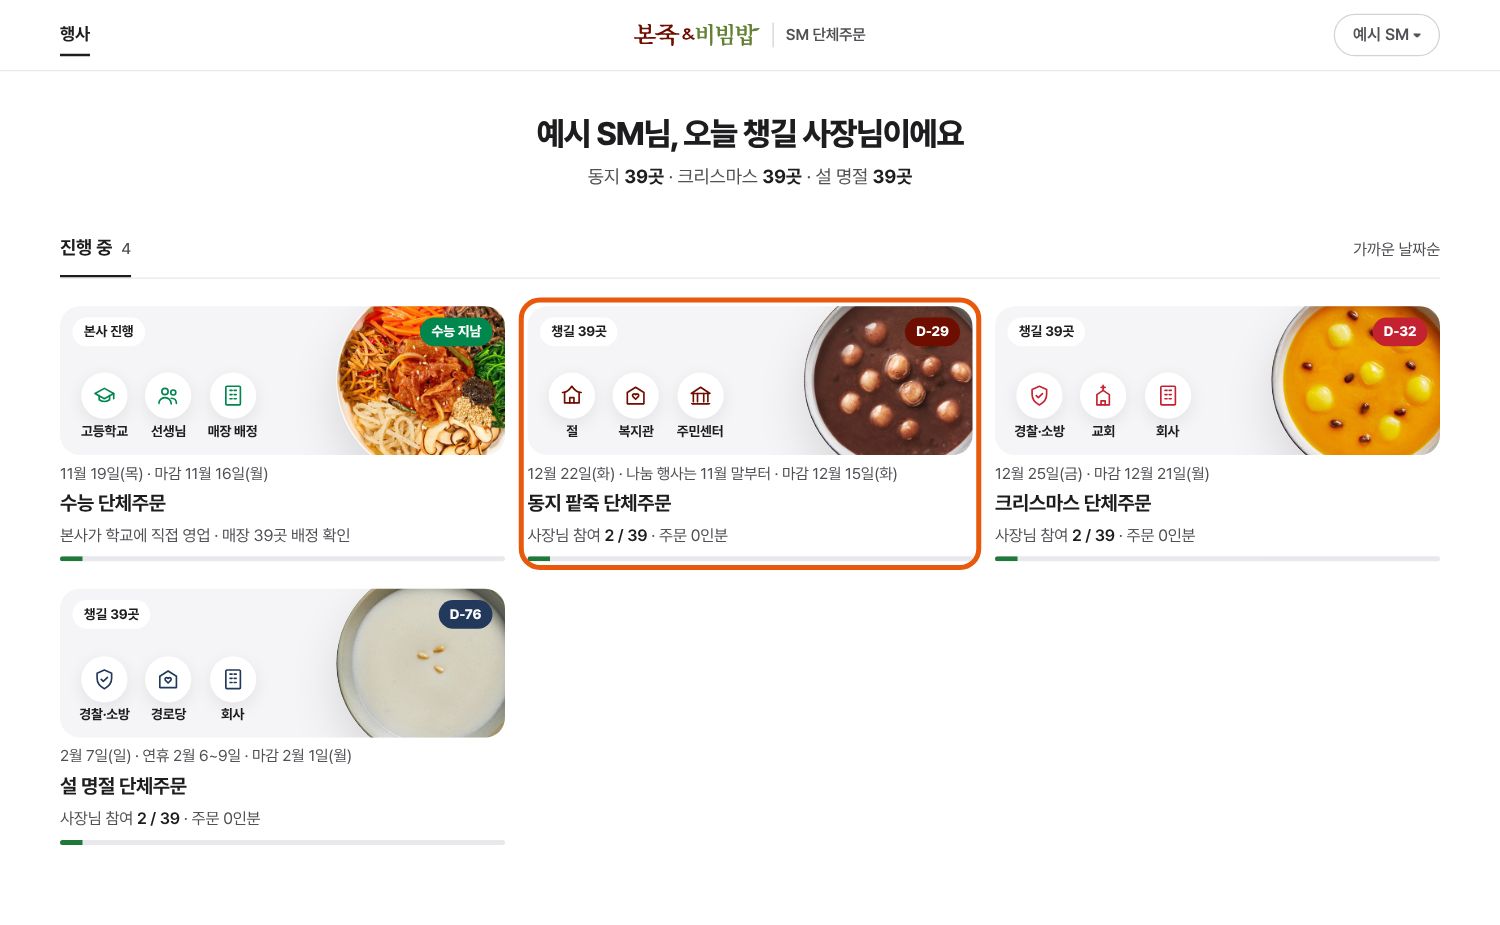 행사
본죽&비빔밥
SM 단체주문
예시 SM
예시 SM님, 오늘 챙길 사장님이에요
동지 39곳 · 크리스마스 39곳 · 설 명절 39곳
진행 중 4
가까운 날짜순
본사 진행
수능 지남
고등학교 선생님 매장 배정
11월 19일(목) · 마감 11월 16일(월)
수능 단체주문
본사가 학교에 직접 영업 · 매장 39곳 배정 확인
챙길 39곳
D-29
절 복지관 주민센터
12월 22일(화) · 나눔 행사는 11월 말부터 · 마감 12월 15일(화)
동지 팥죽 단체주문
사장님 참여 2 / 39 · 주문 0인분
챙길 39곳
D-32
경찰·소방 교회 회사
12월 25일(금) · 마감 12월 21일(월)
크리스마스 단체주문
사장님 참여 2 / 39 · 주문 0인분
챙길 39곳
D-76
경찰·소방 경로당 회사
2월 7일(일) · 연휴 2월 6~9일 · 마감 2월 1일(월)
설 명절 단체주문
사장님 참여 2 / 39 · 주문 0인분